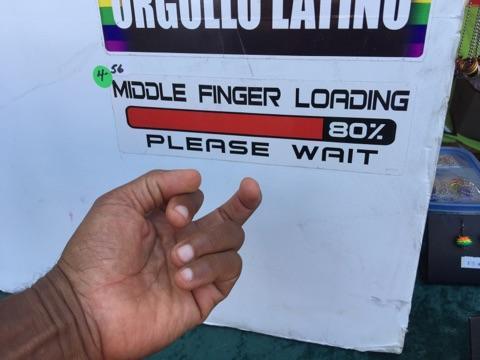 ORGULLO LATINO
4- 56
MIDDLE FINGER LOADING
80%
PLEASE WAIT